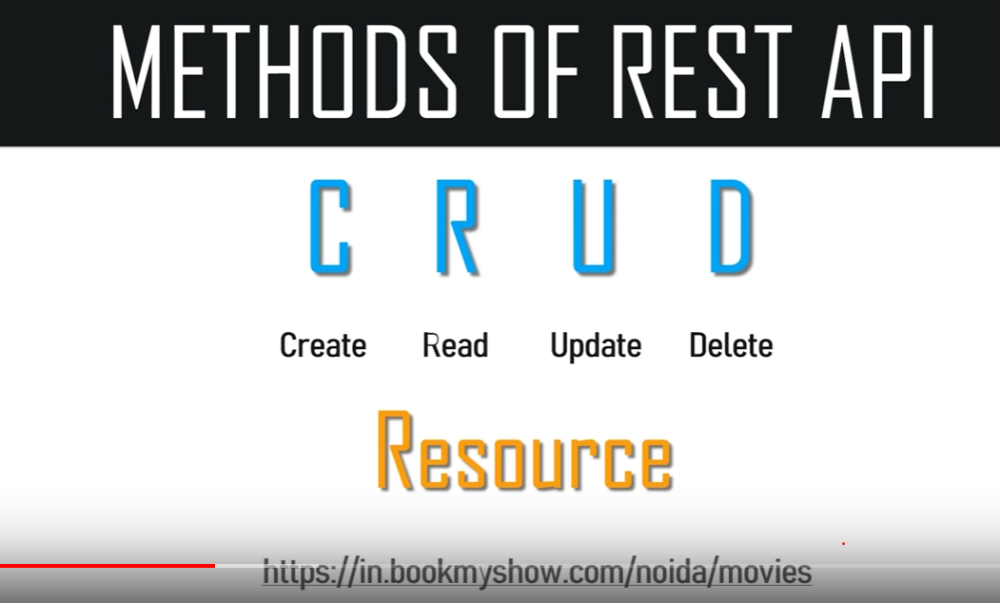 METHODS OF REST API
C R U D
Create Read Update Delete
Resource
https://in.bookmyshow.com/noida/movies